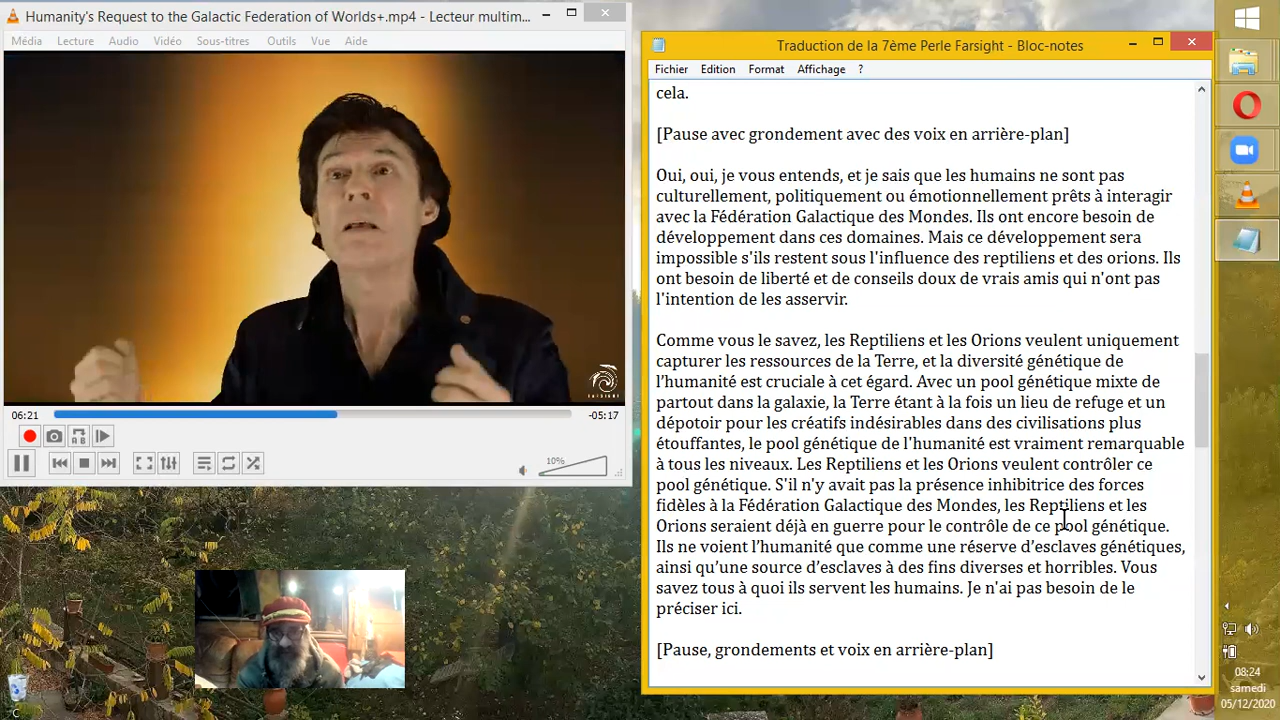 Humanity's Request to the Galactic Federation of Worlds+.mp4 - Lecteur multim...
Média Lecture Audio Vidéo Sous-titres Outils Vue Aide
FARSIGHT
06:21
-05:17
10%
Traduction de la 7ème Perle Farsight - Bloc-notes
Fichier Edition Format Affichage ?
cela.
[Pause avec grondement avec des voix en arrière-plan]
Oui, oui, je vous entends, et je sais que les humains ne sont pas
culturellement, politiquement ou émotionnellement prêts à interagir
avec la Fédération Galactique des Mondes. Ils ont encore besoin de
développement dans ces domaines. Mais ce développement sera
impossible s'ils restent sous l'influence des reptiliens et des orions. Ils
ont besoin de liberté et de conseils doux de vrais amis qui n'ont pas
l'intention de les asservir.
Comme vous le savez, les Reptiliens et les Orions veulent uniquement
capturer les ressources de la Terre, et la diversité génétique de
l’humanité est cruciale à cet égard. Avec un pool génétique mixte de
partout dans la galaxie, la Terre étant à la fois un lieu de refuge et un
dépotoir pour les créatifs indésirables dans des civilisations plus
étouffantes, le pool génétique de l'humanité est vraiment remarquable
à tous les niveaux. Les Reptiliens et les Orions veulent contrôler ce
pool génétique. S'il n'y avait pas la présence inhibitrice des forces
fidèles à la Fédération Galactique des Mondes, les Reptiliens et les
Orions seraient déjà en guerre pour le contrôle de ce pool génétique.
Ils ne voient l’humanité que comme une réserve d’esclaves génétiques,
ainsi qu’une source d’esclaves à des fins diverses et horribles. Vous
savez tous à quoi ils servent les humains. Je n'ai pas besoin de le
préciser ici.
[Pause, grondements et voix en arrière-plan]
C
08:24
samedi
05/12/2020